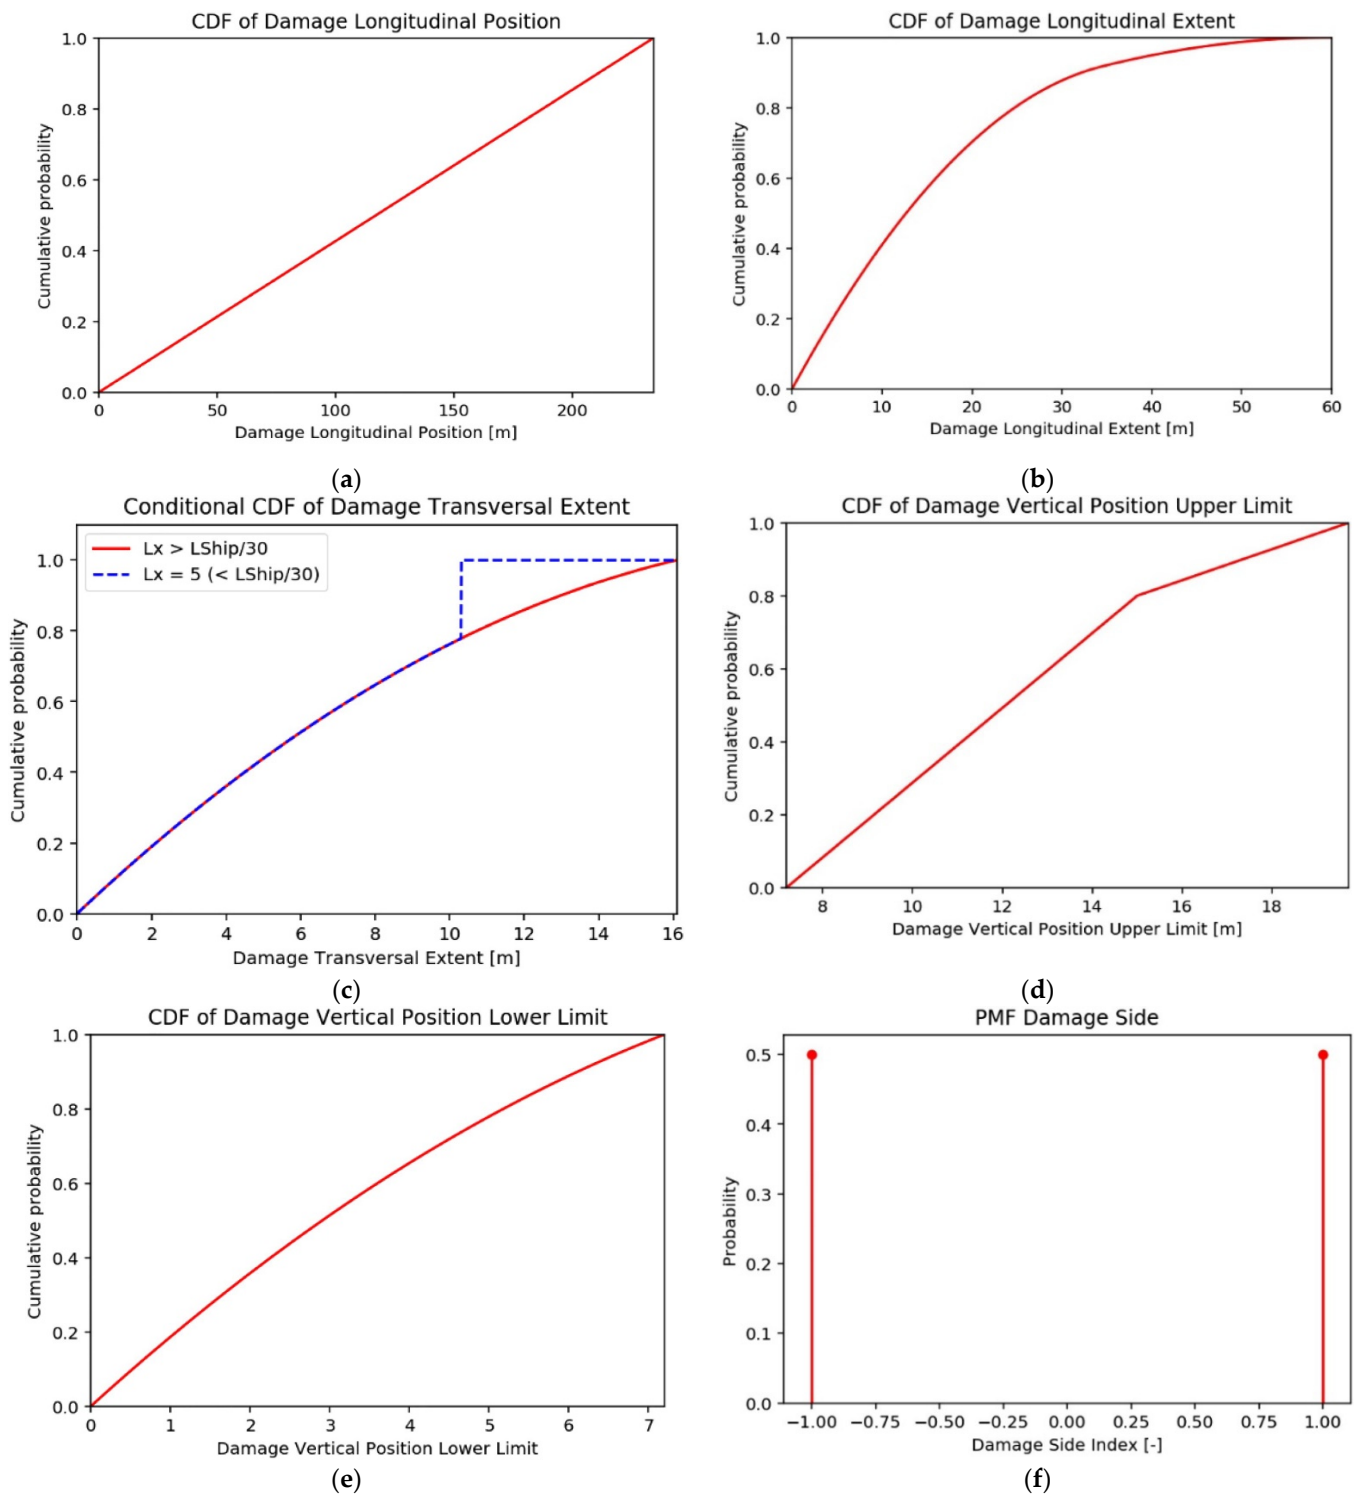 CDF of Damage Longitudinal Position
1.0
0.8
0.6
0.4
0.2
0.0
Cumulative probability
0 50 100 150 200
Damage Longitudinal Position [m]
(a)
CDF of Damage Longitudinal Extent
1.0
0.8
0.6
0.4
0.2
0.0
Cumulative probability
0 10 20 30 40 50 60
Damage Longitudinal Extent [m]
(b)
Conditional CDF of Damage Transversal Extent
Lx > LShip/30
Lx = 5 (< LShip/30)
1.0
0.8
0.6
0.4
0.2
0.0
Cumulative probability
0 2 4 6 8 10 12 14 16
Damage Transversal Extent [m]
(c)
CDF of Damage Vertical Position Upper Limit
1.0
0.8
0.6
0.4
0.2
0.0
Cumulative probability
8 10 12 14 16 18
Damage Vertical Position Upper Limit [m]
(d)
CDF of Damage Vertical Position Lower Limit
1.0
0.8
0.6
0.4
0.2
0.0
Cumulative probability
0 1 2 3 4 5 6 7
Damage Vertical Position Lower Limit
(e)
PMF Damage Side
0.5
0.4
0.3
0.2
0.1
0.0
Probability
−1.00 −0.75 −0.50 −0.25 0.00 0.25 0.50 0.75 1.00
Damage Side Index [-]
(f)